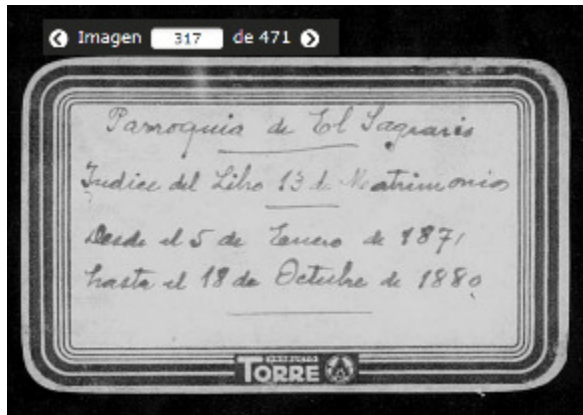 Imagen 317 de 471
Parroquia de El Sagrario
Indice del Libro 13 de Matrimonios
Desde el 5 de Enero de 1871
hasta el 18 de Octubre de 1880
TORRE